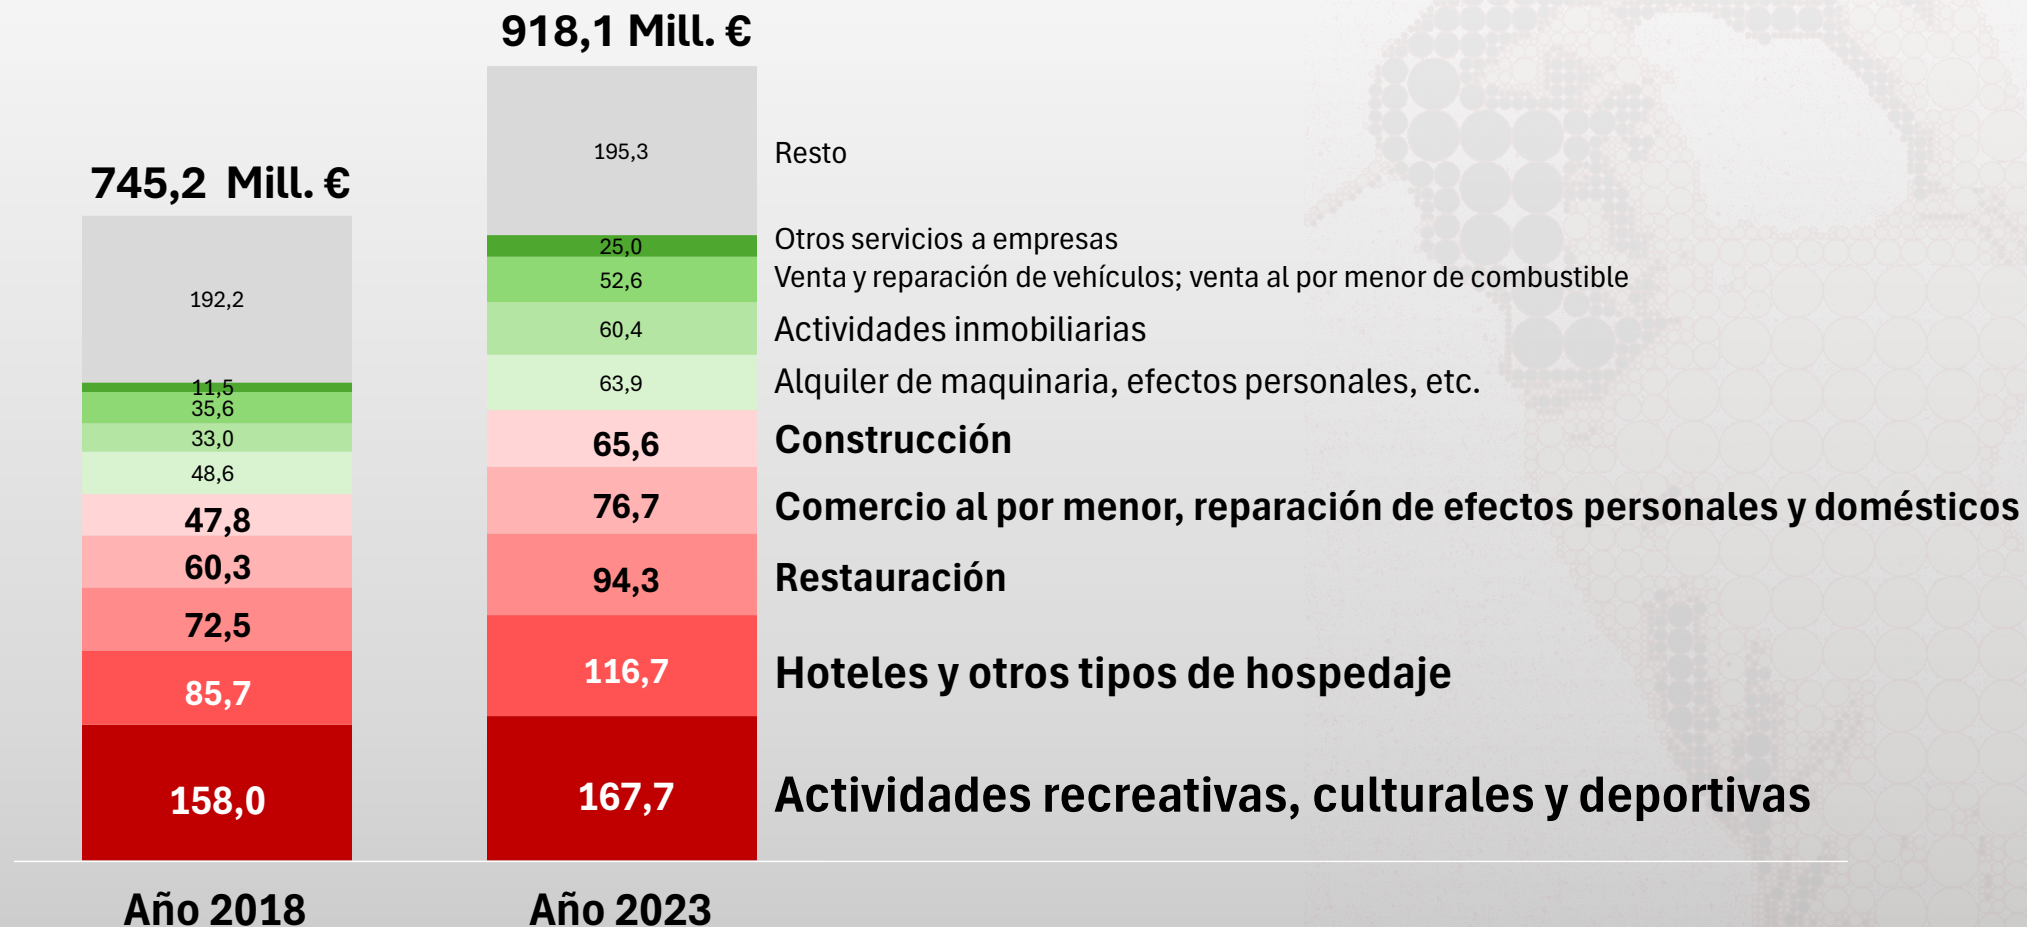 918,1 Mill. €
745,2 Mill. €
195,3 Resto
25,0 Otros servicios a empresas
52,6 Venta y reparación de vehículos; venta al por menor de combustible
192,2
60,4 Actividades inmobiliarias
11,5
63,9 Alquiler de maquinaria, efectos personales, etc.
35,6
33,0
65,6 Construcción
48,6
47,8
76,7 Comercio al por menor, reparación de efectos personales y domésticos
60,3
94,3 Restauración
72,5
116,7 Hoteles y otros tipos de hospedaje
85,7
158,0
167,7 Actividades recreativas, culturales y deportivas
Año 2018
Año 2023